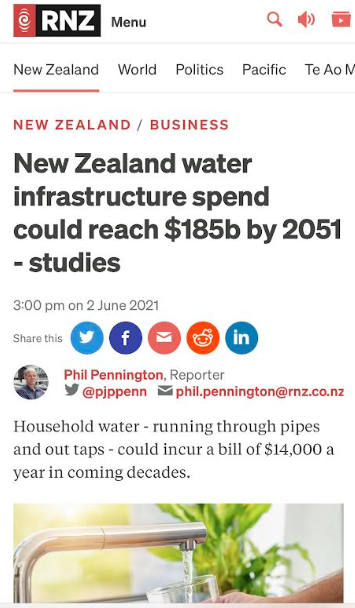 RNZ Menu
New Zealand World Politics Pacific Te Ao M
NEW ZEALAND / BUSINESS
New Zealand water
infrastructure spend
could reach $185b by 2051
- studies
3:00 pm on 2 June 2021
Share this f in
Phil Pennington, Reporter
@pjppenn phil.pennington@rnz.co.nz
Household water - running through pipes
and out taps - could incur a bill of $14,000 a
year in coming decades.